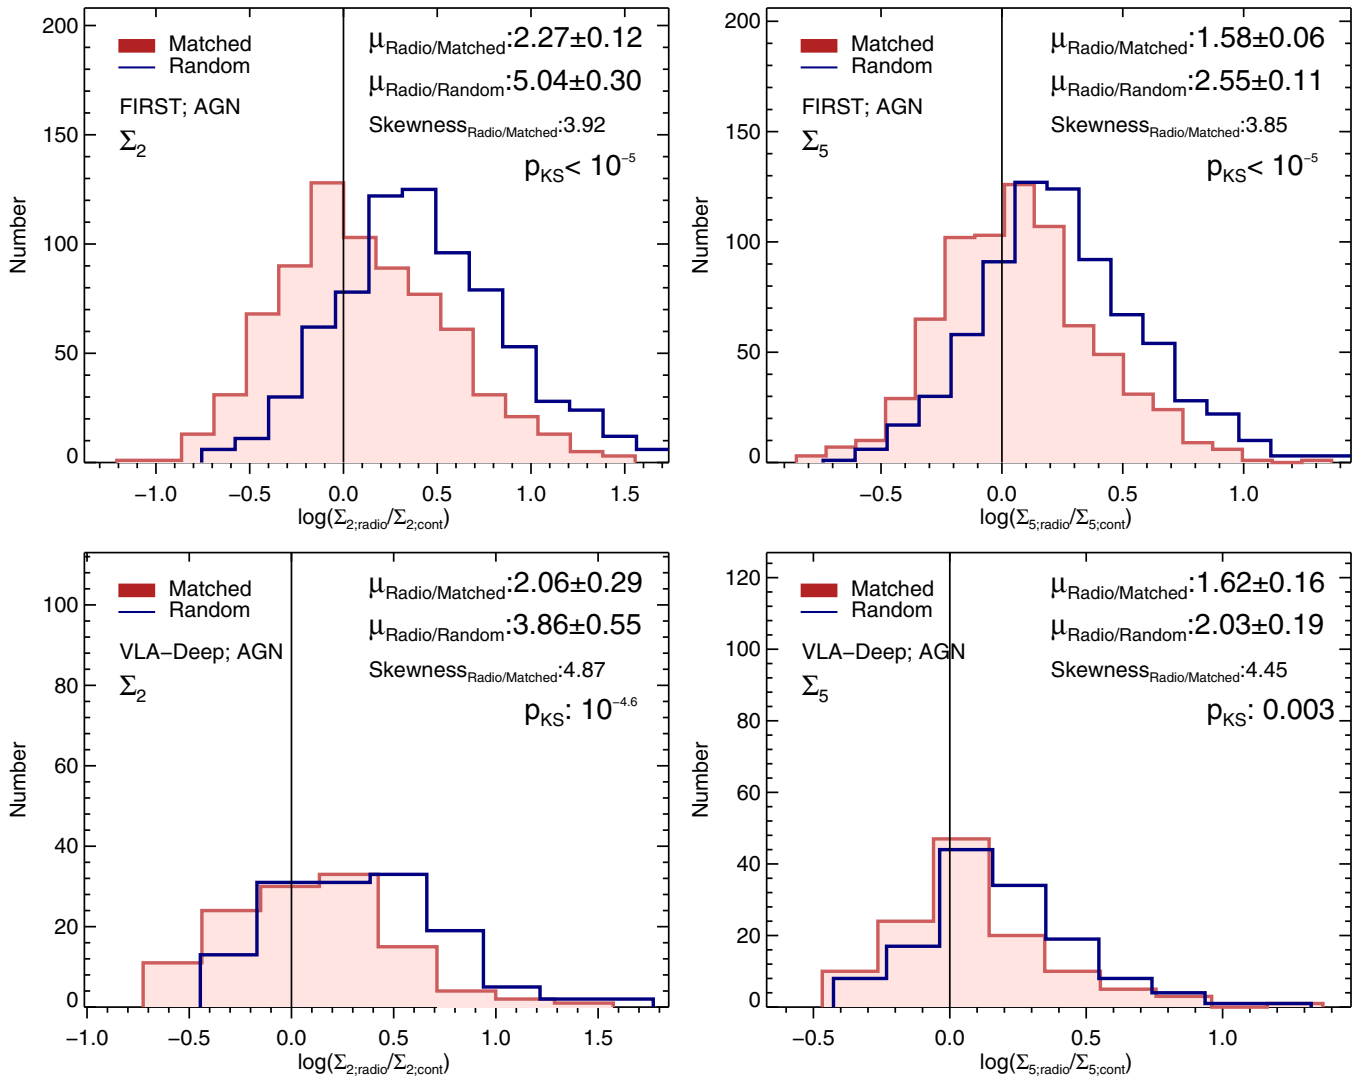 Matched
Random
FIRST; AGN
Σ2
μRadio/Matched:2.27±0.12
μRadio/Random:5.04±0.30
SkewnessRadio/Matched:3.92
pKS< 10−5
Number
200
150
100
50
0
−1.0 −0.5 0.0 0.5 1.0 1.5
log(Σ2;radio/Σ2;cont)
Matched
Random
FIRST; AGN
Σ5
μRadio/Matched:1.58±0.06
μRadio/Random:2.55±0.11
SkewnessRadio/Matched:3.85
pKS< 10−5
Number
200
150
100
50
0
−0.5 0.0 0.5 1.0
log(Σ5;radio/Σ5;cont)
Matched
Random
VLA−Deep; AGN
Σ2
μRadio/Matched:2.06±0.29
μRadio/Random:3.86±0.55
SkewnessRadio/Matched:4.87
pKS: 10−4.6
Number
100
80
60
40
20
0
−1.0 −0.5 0.0 0.5 1.0 1.5
log(Σ2;radio/Σ2;cont)
Matched
Random
VLA−Deep; AGN
Σ5
μRadio/Matched:1.62±0.16
μRadio/Random:2.03±0.19
SkewnessRadio/Matched:4.45
pKS: 0.003
Number
120
100
80
60
40
20
0
−0.5 0.0 0.5 1.0
log(Σ5;radio/Σ5;cont)